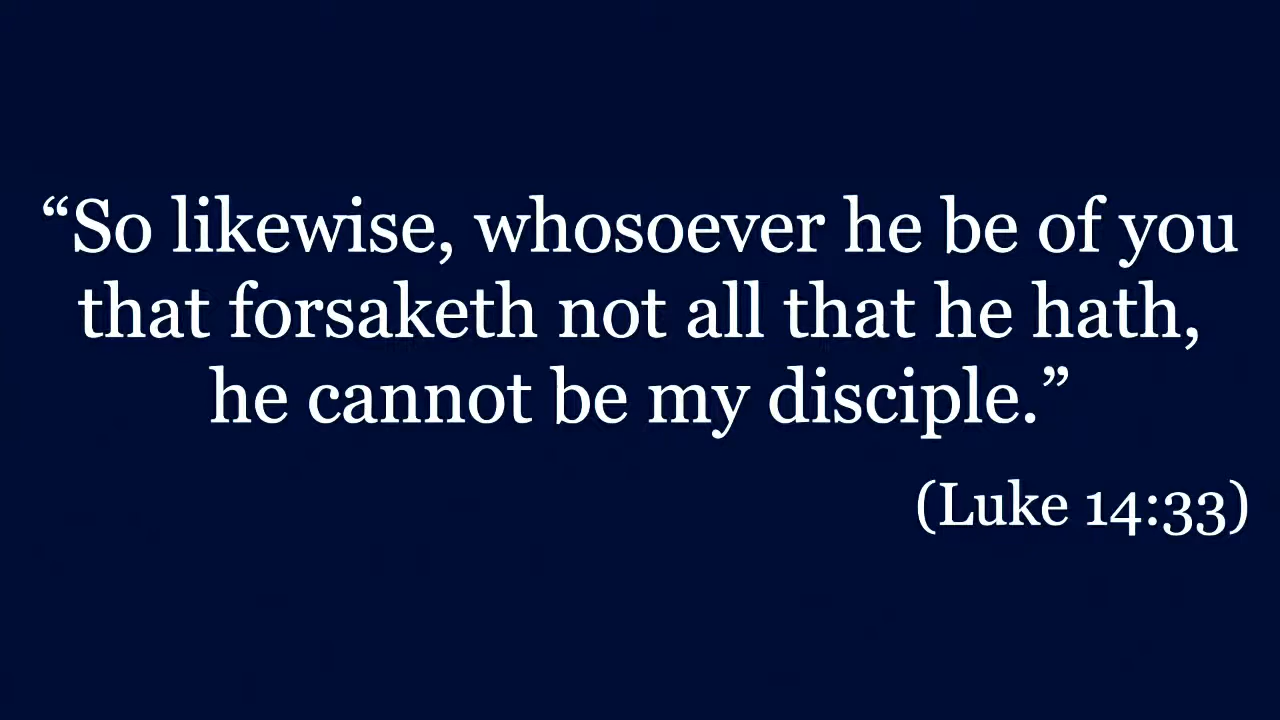 “So likewise, whosoever he be of you
that forsaketh not all that he hath,
he cannot be my disciple.”
(Luke 14:33)